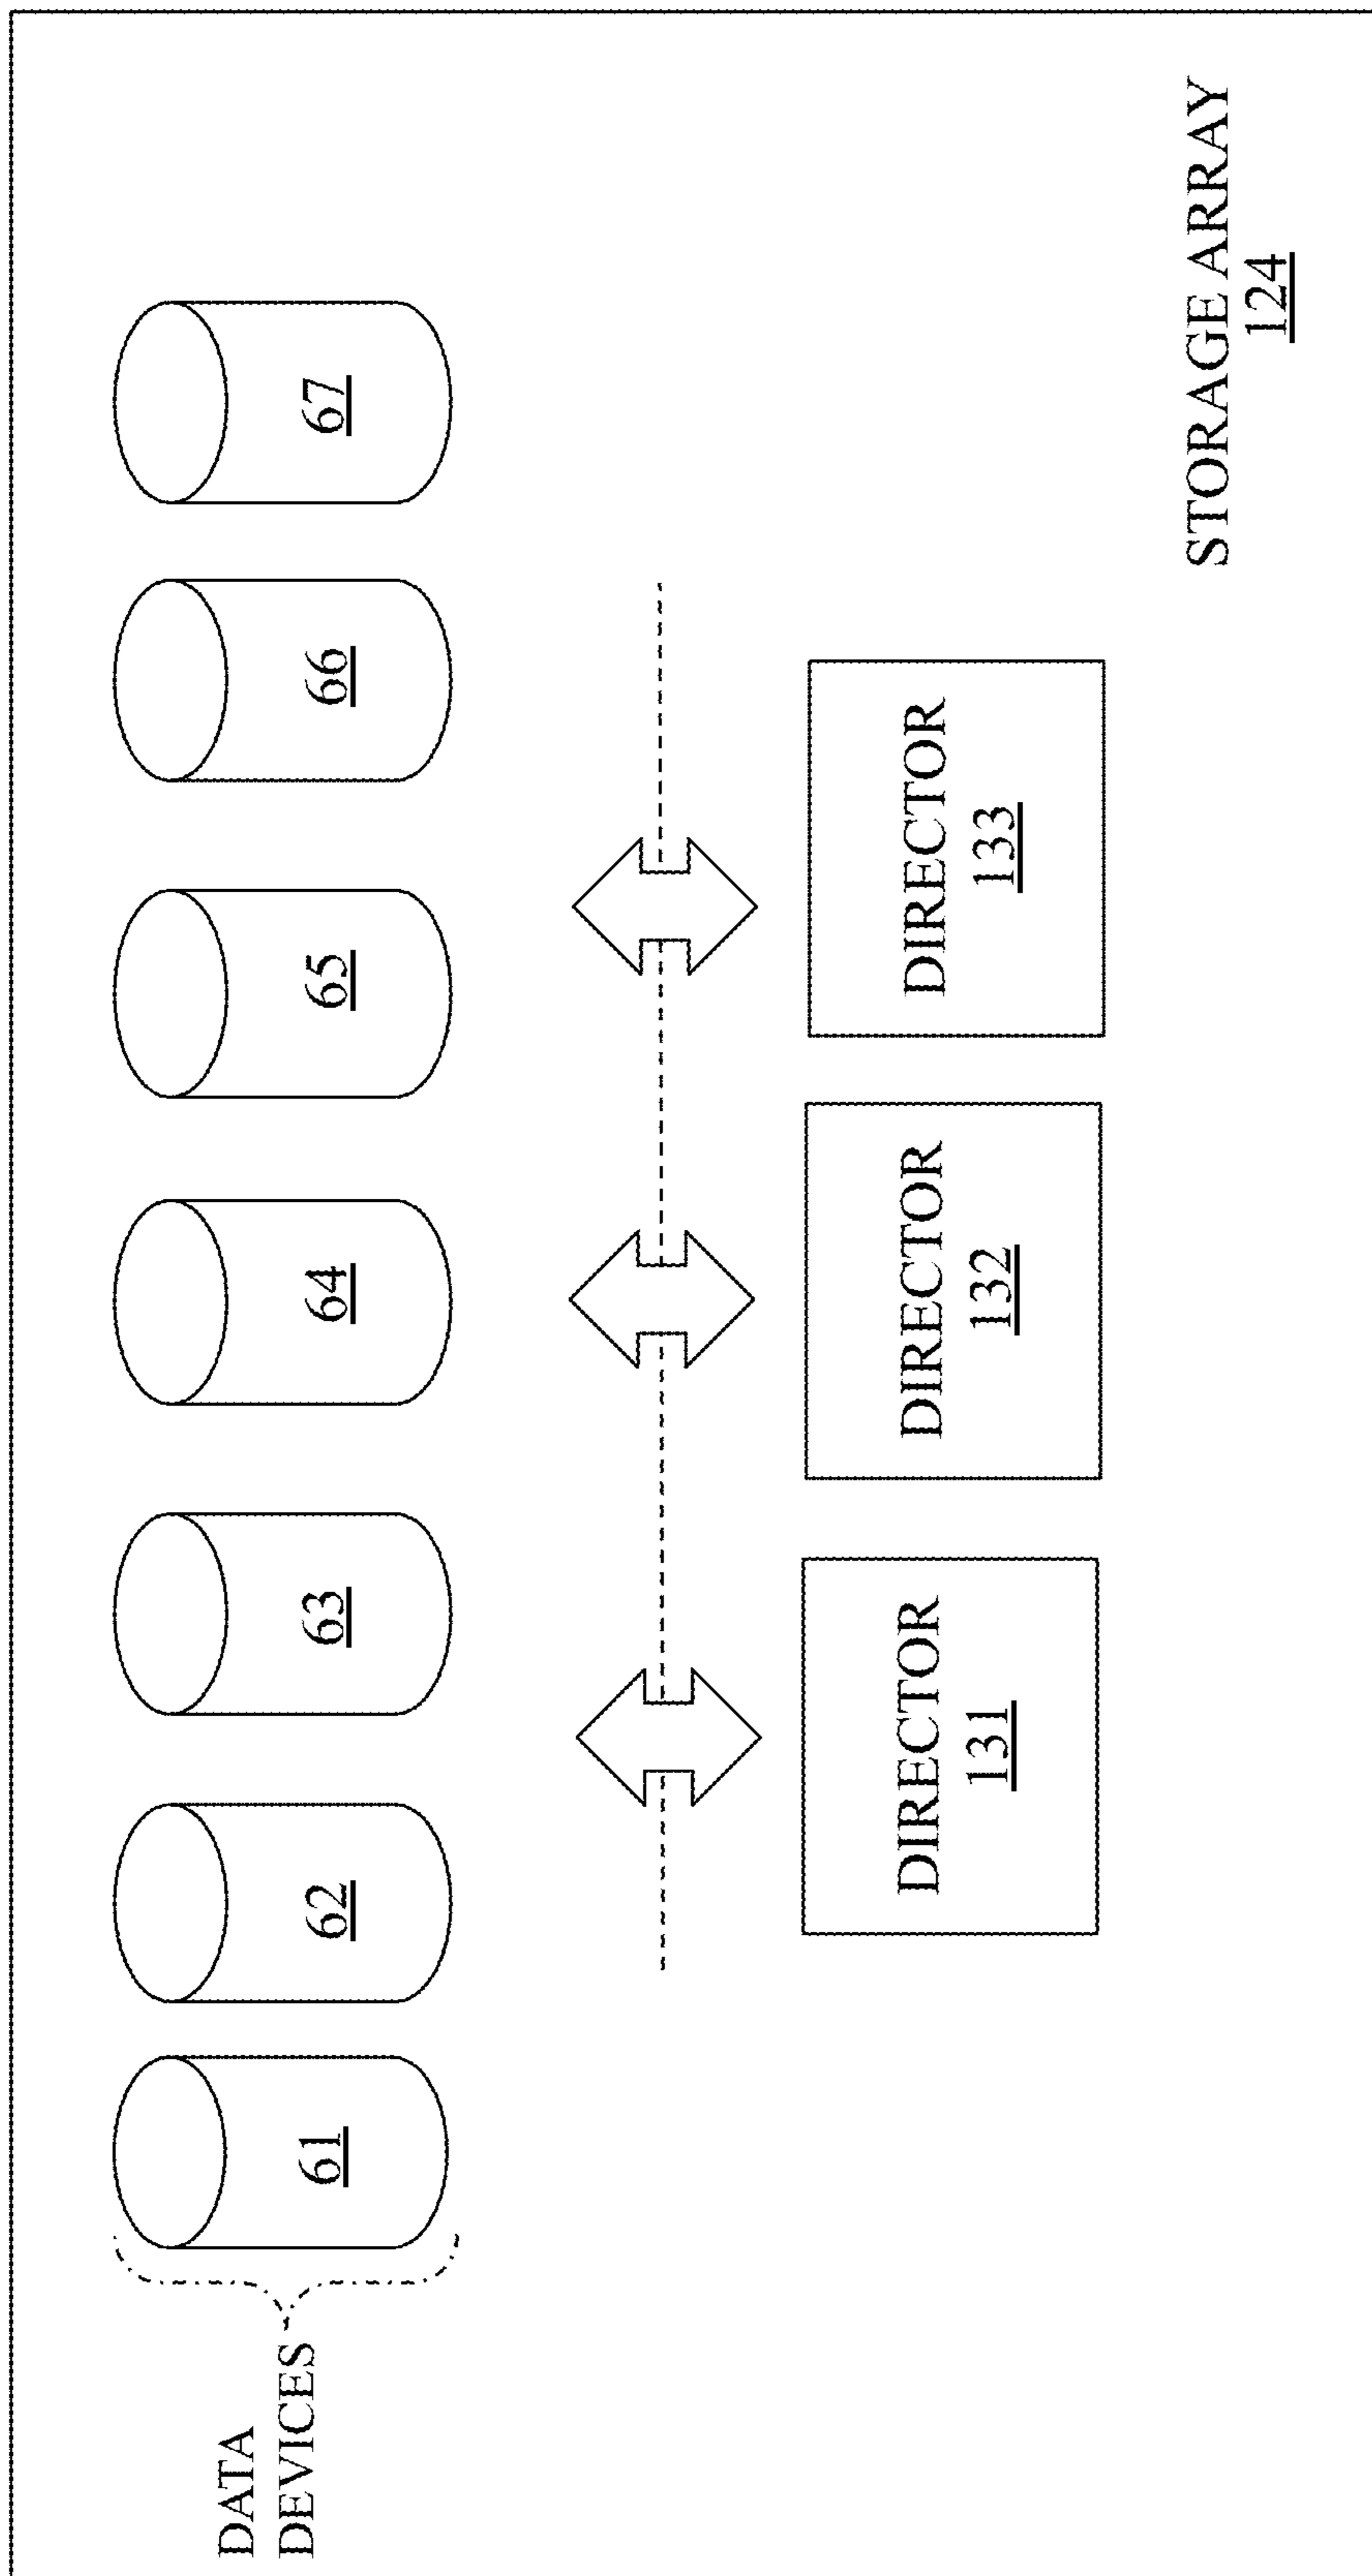 DATA
DEVICES
61
62
63
64
65
66
67
DIRECTOR
131
DIRECTOR
132
DIRECTOR
133
STORAGE ARRAY
124